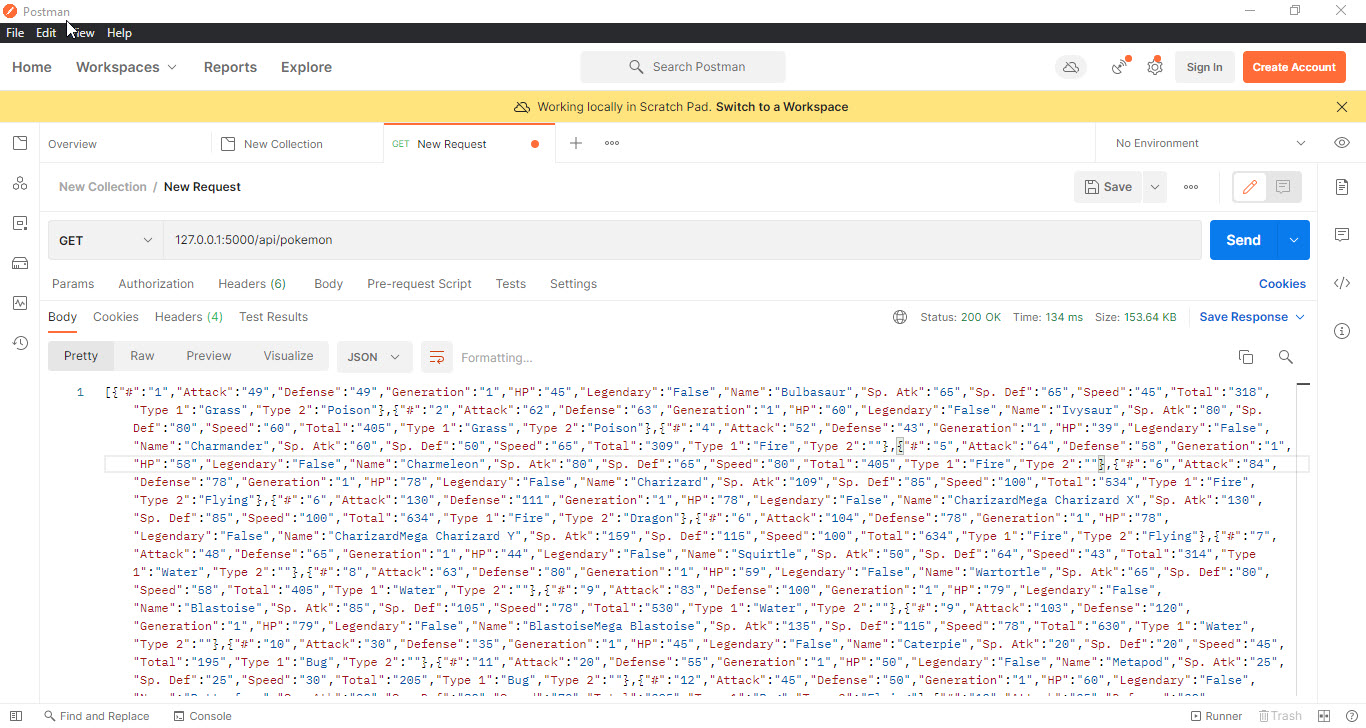 Postman
File Edit View Help
Home Workspaces Reports Explore Search Postman Sign In Create Account
Working locally in Scratch Pad. Switch to a Workspace
Overview New Collection GET New Request No Environment
New Collection / New Request Save
GET 127.0.0.1:5000/api/pokemon Send
Params Authorization Headers (6) Body Pre-request Script Tests Settings Cookies
Body Cookies Headers (4) Test Results Status: 200 OK Time: 134 ms Size: 153.64 KB Save Response
Pretty Raw Preview Visualize JSON Formatting...
1 [{"#":"1","Attack":"49","Defense":"49","Generation":"1","HP":"45","Legendary":"False","Name":"Bulbasaur","Sp. Atk":"65","Sp. Def":"65","Speed":"45","Total":"318",
"Type 1":"Grass","Type 2":"Poison"},{"#":"2","Attack":"62","Defense":"63","Generation":"1","HP":"60","Legendary":"False","Name":"Ivysaur","Sp. Atk":"80","Sp.
Def":"80","Speed":"60","Total":"405","Type 1":"Grass","Type 2":"Poison"},{"#":"4","Attack":"52","Defense":"43","Generation":"1","HP":"39","Legendary":"False",
"Name":"Charmander","Sp. Atk":"60","Sp. Def":"50","Speed":"65","Total":"309","Type 1":"Fire","Type 2":""},{"#":"5","Attack":"64","Defense":"58","Generation":"1",
"HP":"58","Legendary":"False","Name":"Charmeleon","Sp. Atk":"80","Sp. Def":"65","Speed":"80","Total":"405","Type 1":"Fire","Type 2":""},{"#":"6","Attack":"84",
"Defense":"78","Generation":"1","HP":"78","Legendary":"False","Name":"Charizard","Sp. Atk":"109","Sp. Def":"85","Speed":"100","Total":"534","Type 1":"Fire",
"Type 2":"Flying"},{"#":"6","Attack":"130","Defense":"111","Generation":"1","HP":"78","Legendary":"False","Name":"CharizardMega Charizard X","Sp. Atk":"130",
"Sp. Def":"85","Speed":"100","Total":"634","Type 1":"Fire","Type 2":"Dragon"},{"#":"6","Attack":"104","Defense":"78","Generation":"1","HP":"78",
"Legendary":"False","Name":"CharizardMega Charizard Y","Sp. Atk":"159","Sp. Def":"115","Speed":"100","Total":"634","Type 1":"Fire","Type 2":"Flying"},{"#":"7",
"Attack":"48","Defense":"65","Generation":"1","HP":"44","Legendary":"False","Name":"Squirtle","Sp. Atk":"50","Sp. Def":"64","Speed":"43","Total":"314","Type
1":"Water","Type 2":""},{"#":"8","Attack":"63","Defense":"80","Generation":"1","HP":"59","Legendary":"False","Name":"Wartortle","Sp. Atk":"65","Sp. Def":"80",
"Speed":"58","Total":"405","Type 1":"Water","Type 2":""},{"#":"9","Attack":"83","Defense":"100","Generation":"1","HP":"79","Legendary":"False",
"Name":"Blastoise","Sp. Atk":"85","Sp. Def":"105","Speed":"78","Total":"530","Type 1":"Water","Type 2":""},{"#":"9","Attack":"103","Defense":"120",
"Generation":"1","HP":"79","Legendary":"False","Name":"BlastoiseMega Blastoise","Sp. Atk":"135","Sp. Def":"115","Speed":"78","Total":"630","Type 1":"Water",
"Type 2":""},{"#":"10","Attack":"30","Defense":"35","Generation":"1","HP":"45","Legendary":"False","Name":"Caterpie","Sp. Atk":"20","Sp. Def":"20","Speed":"45",
"Total":"195","Type 1":"Bug","Type 2":""},{"#":"11","Attack":"20","Defense":"55","Generation":"1","HP":"50","Legendary":"False","Name":"Metapod","Sp. Atk":"25",
"Sp. Def":"25","Speed":"30","Total":"205","Type 1":"Bug","Type 2":""},{"#":"12","Attack":"45","Defense":"50","Generation":"1","HP":"60","Legendary":"False",
Find and Replace Console Runner Trash